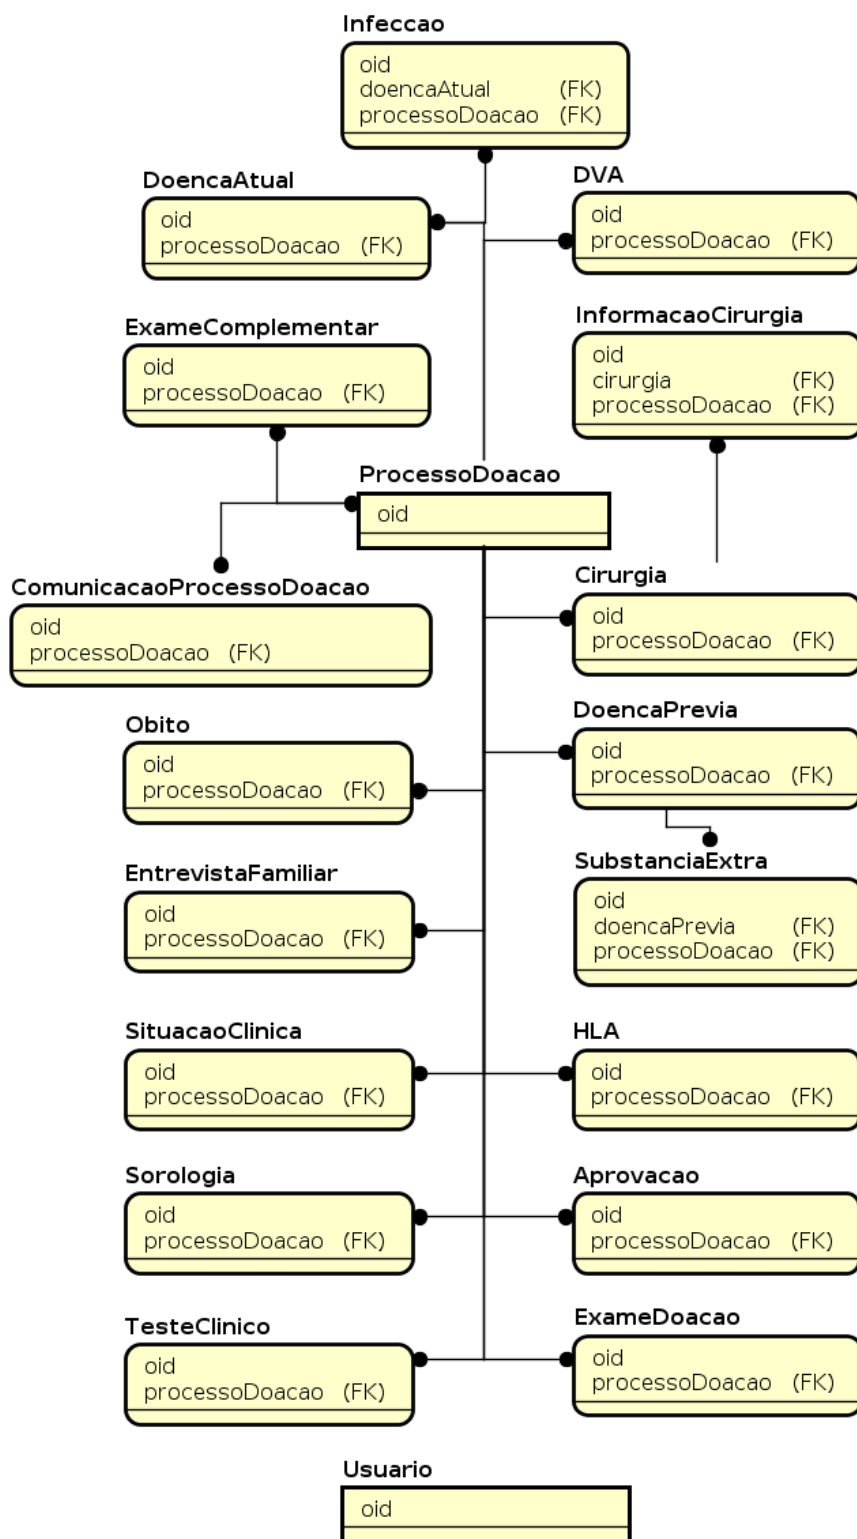 Infeccao
oid
doencaAtual (FK)
processoDoacao (FK)
DoencaAtual
oid
processoDoacao (FK)
DVA
oid
processoDoacao (FK)
ExameComplementar
oid
processoDoacao (FK)
InformacaoCirurgia
oid
cirurgia (FK)
processoDoacao (FK)
ProcessoDoacao
oid
ComunicacaoProcessoDoacao
oid
processoDoacao (FK)
Cirurgia
oid
processoDoacao (FK)
Obito
oid
processoDoacao (FK)
DoencaPrevia
oid
processoDoacao (FK)
EntrevistaFamiliar
oid
processoDoacao (FK)
SubstanciaExtra
oid
doencaPrevia (FK)
processoDoacao (FK)
SituacaoClinica
oid
processoDoacao (FK)
HLA
oid
processoDoacao (FK)
Sorologia
oid
processoDoacao (FK)
Aprovacao
oid
processoDoacao (FK)
TesteClinico
oid
processoDoacao (FK)
ExameDoacao
oid
processoDoacao (FK)
Usuario
oid